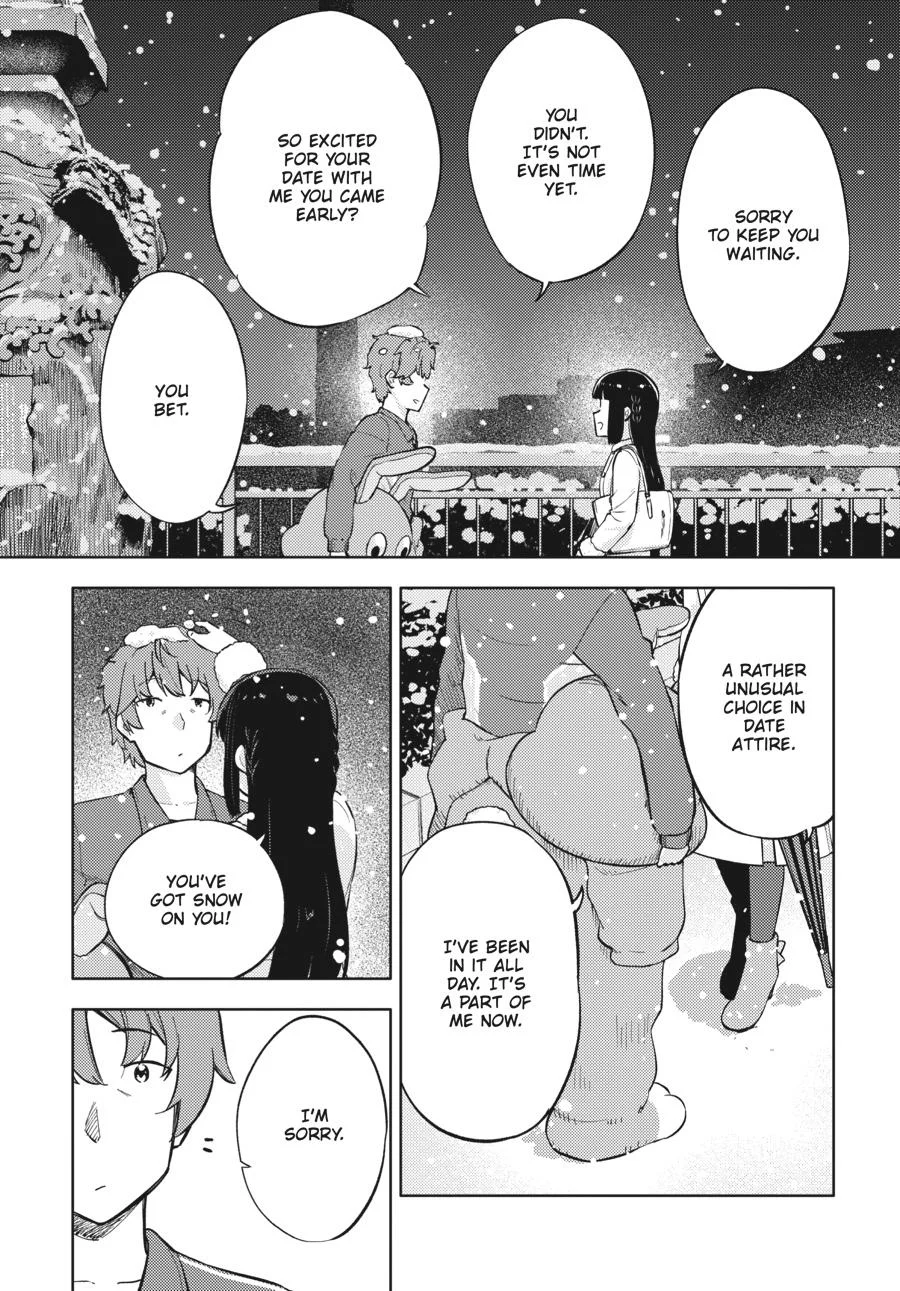 SORRY
TO KEEP YOU
WAITING.
YOU
DIDN'T.
IT'S NOT
EVEN TIME
YET.
SO EXCITED
FOR YOUR
DATE WITH
ME YOU CAME
EARLY?
YOU
BET.
A RATHER
UNUSUAL
CHOICE IN
DATE
ATTIRE.
I'VE BEEN
IN IT ALL
DAY. IT'S
A PART OF
ME NOW.
YOU'VE
GOT SNOW
ON YOU!
I'M
SORRY.